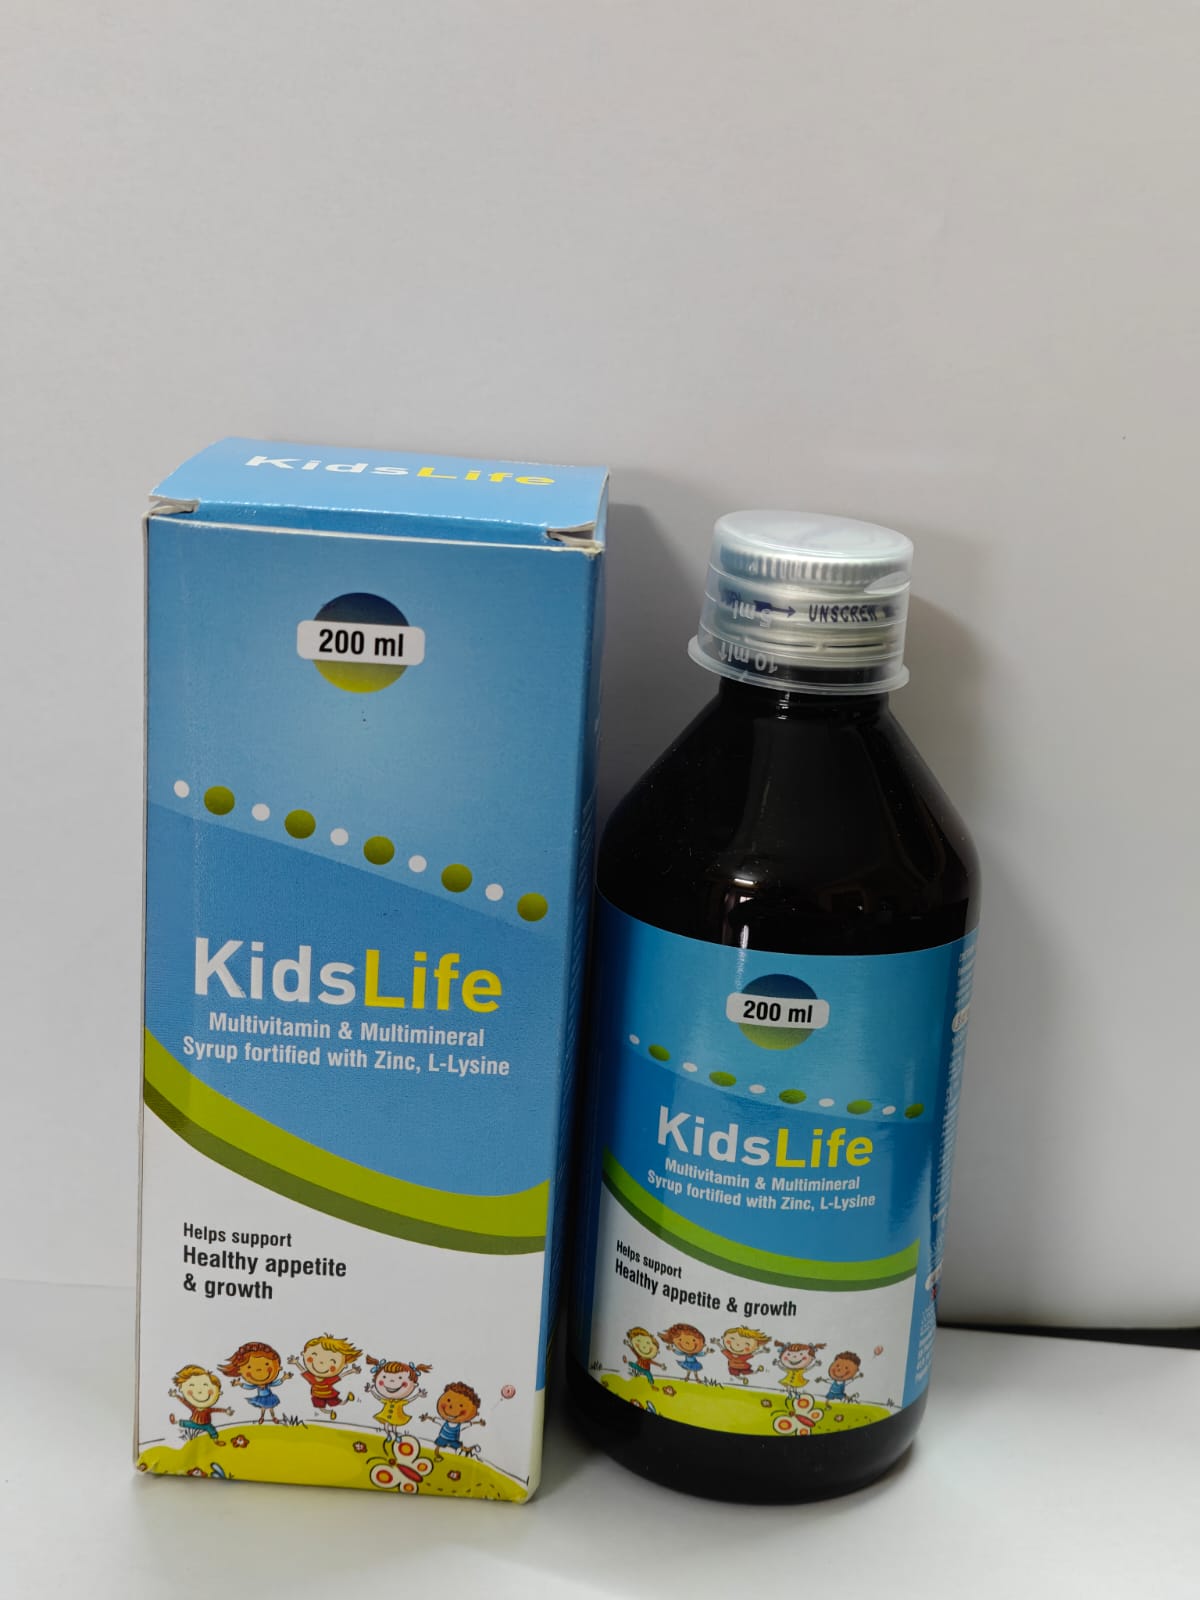 KidsLife
200 ml
KidsLife
Multivitamin & Multimineral
Syrup fortified with Zinc, L-Lysine
Helps support
Healthy appetite
& growth
5 ml
UNSCREW
10 ml
200 ml
KidsLife
Multivitamin & Multimineral
Syrup fortified with Zinc, L-Lysine
Helps support
Healthy appetite & growth